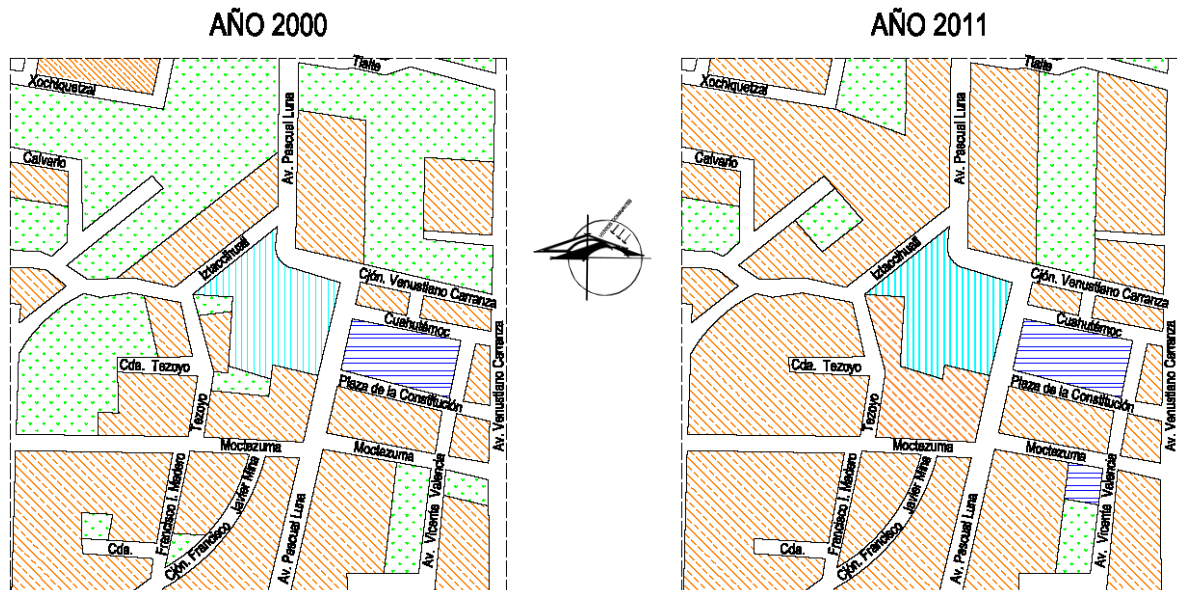 AÑO 2000
Tlalte
Xochiquetzal
Av. Pascual Luna
Calvario
Iztaccihuatl
Cjón. Venustiano Carranza
Cuahutémoc
Cda. Tezoyo
Plaza de la Constitución
Av. Venustiano Carranza
Tezoyo
Moctezuma
Moctezuma
Francisco I. Madero
Cjón. Francisco Javier Mina
Av. Vicente Valencia
Cda.
Av. Pascual Luna
AÑO 2011
Tlalte
Xochiquetzal
Av. Pascual Luna
Calvario
Iztaccihuatl
Cjón. Venustiano Carranza
Cuahutémoc
Cda. Tezoyo
Plaza de la Constitución
Av. Venustiano Carranza
Tezoyo
Moctezuma
Moctezuma
Francisco I. Madero
Cjón. Francisco Javier Mina
Av. Vicente Valencia
Cda.
Av. Pascual Luna